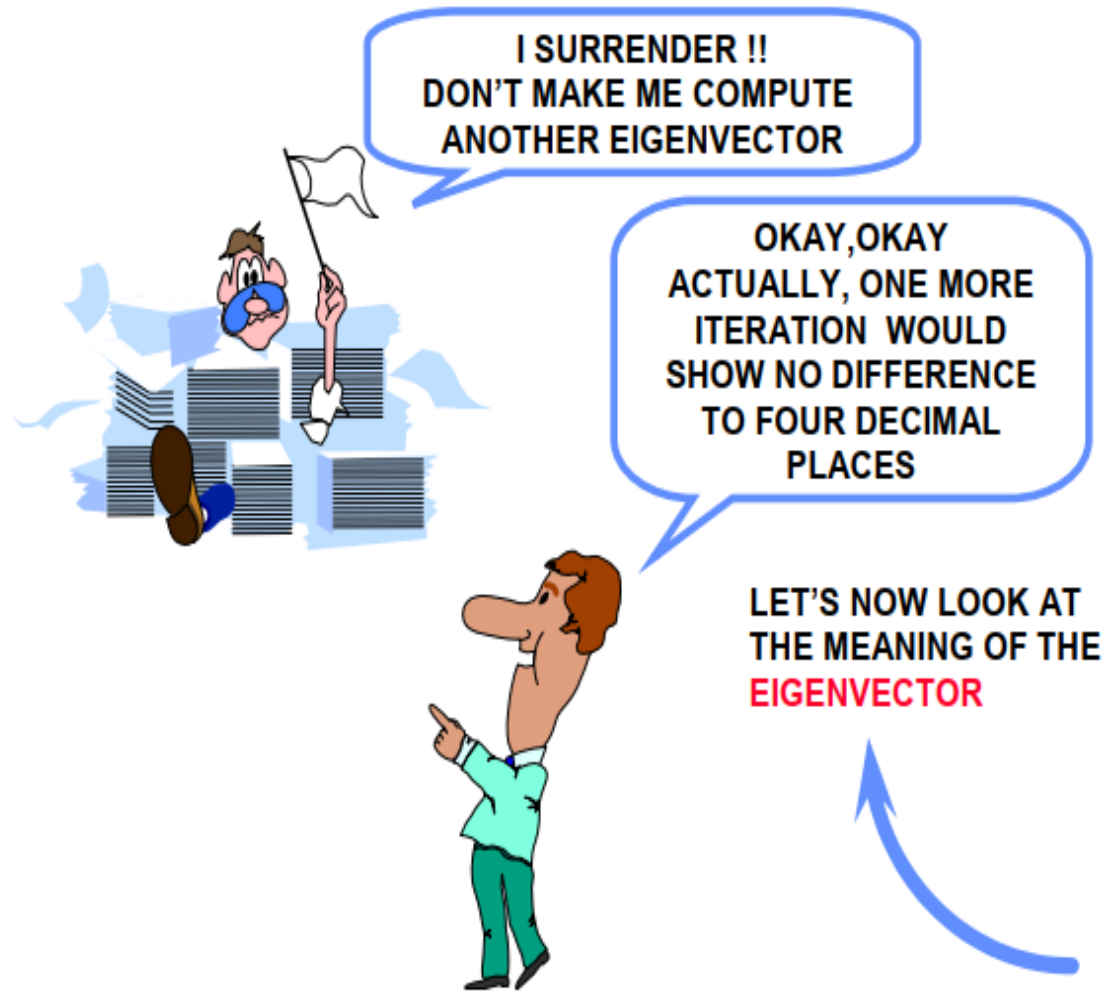 I SURRENDER !!
DON'T MAKE ME COMPUTE
ANOTHER EIGENVECTOR
OKAY,OKAY
ACTUALLY, ONE MORE
ITERATION WOULD
SHOW NO DIFFERENCE
TO FOUR DECIMAL
PLACES
LET'S NOW LOOK AT
THE MEANING OF THE
EIGENVECTOR